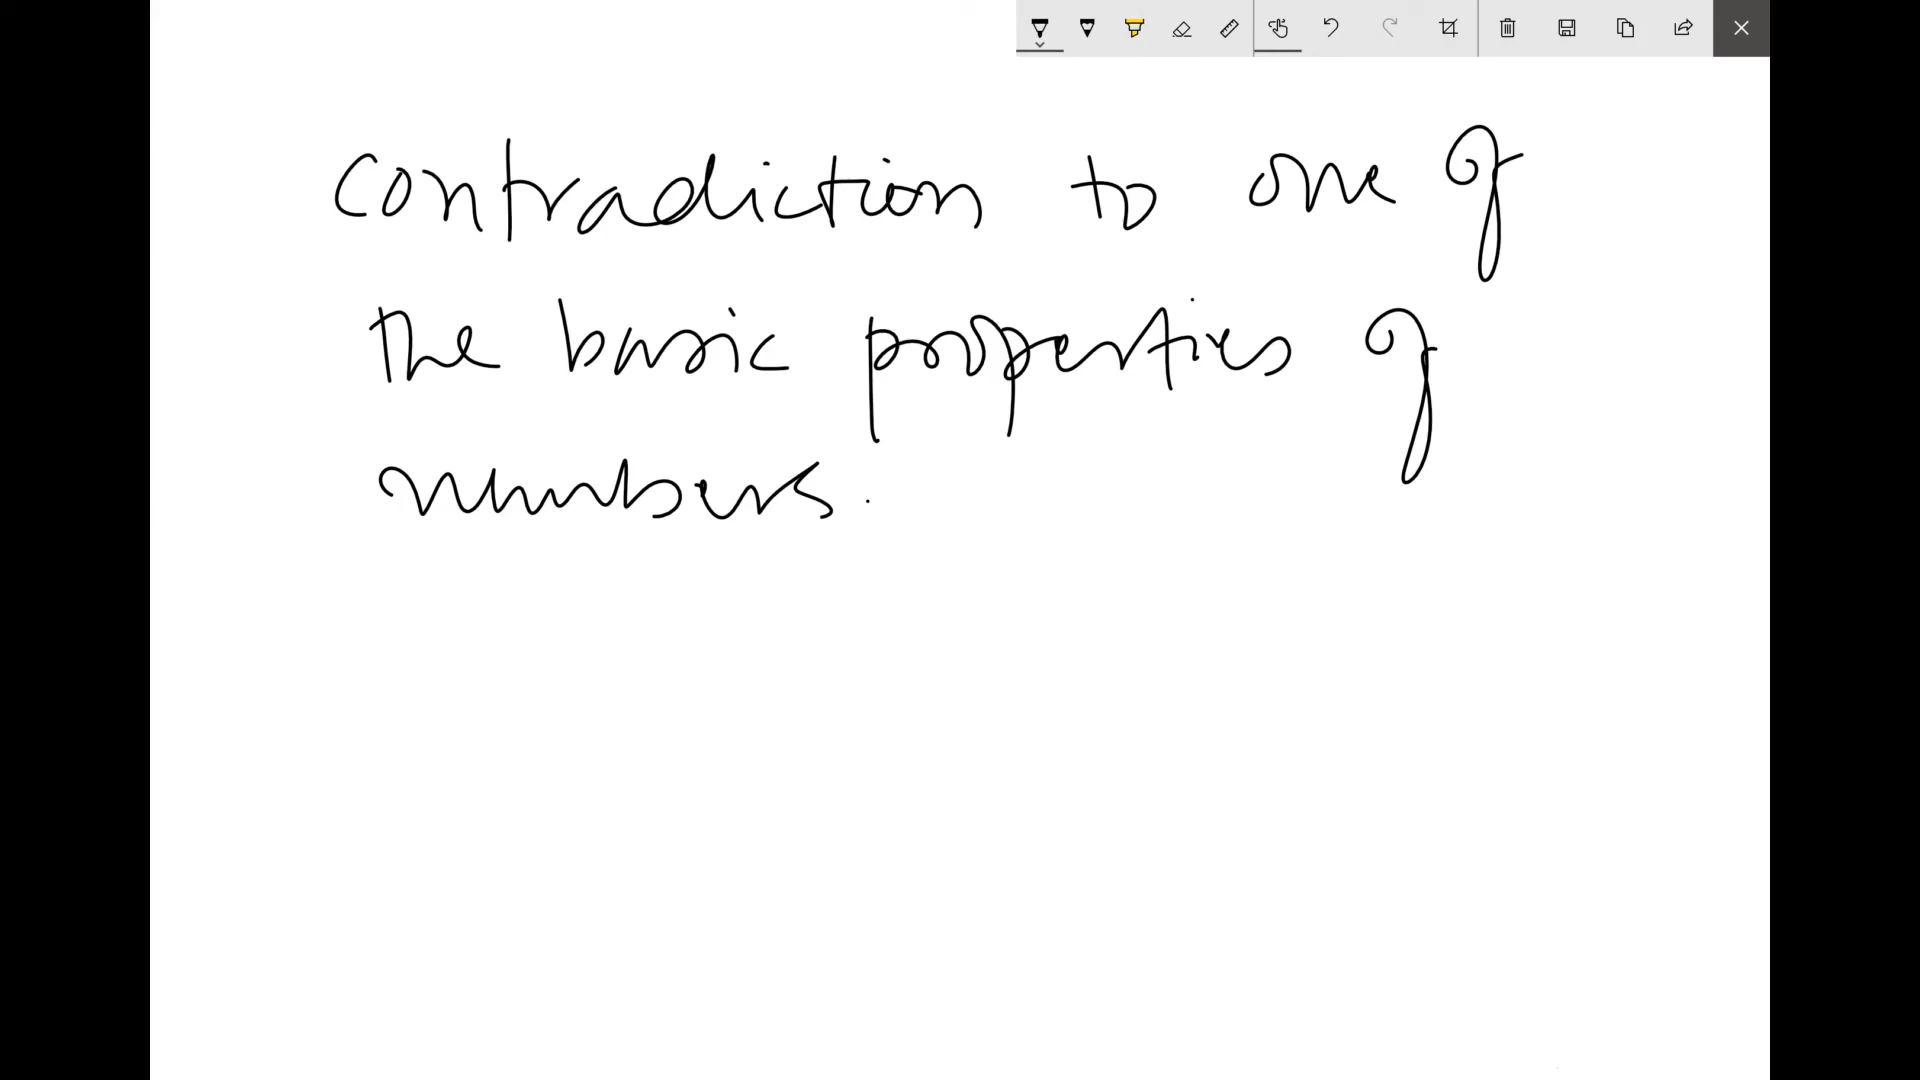 contradiction to one of
the basic properties of
numbers.